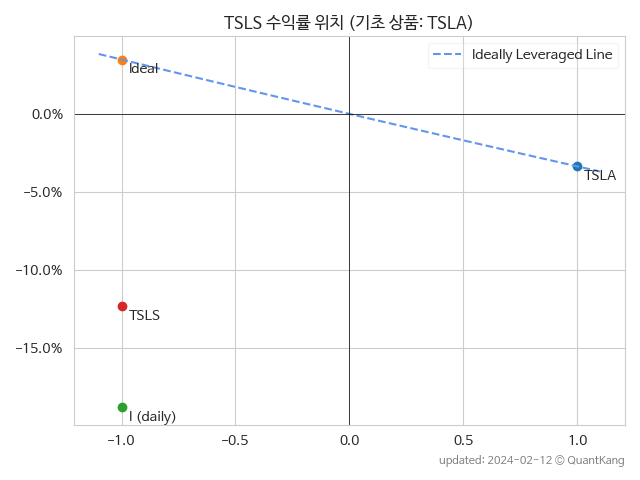 TSLS 수익률 위치 (기초 상품: TSLA)
Ideally Leveraged Line
Ideal
0.0%
TSLA
−5.0%
−10.0%
TSLS
−15.0%
I (daily)
−1.0 −0.5 0.0 0.5 1.0
updated: 2024-02-12 © QuantKang